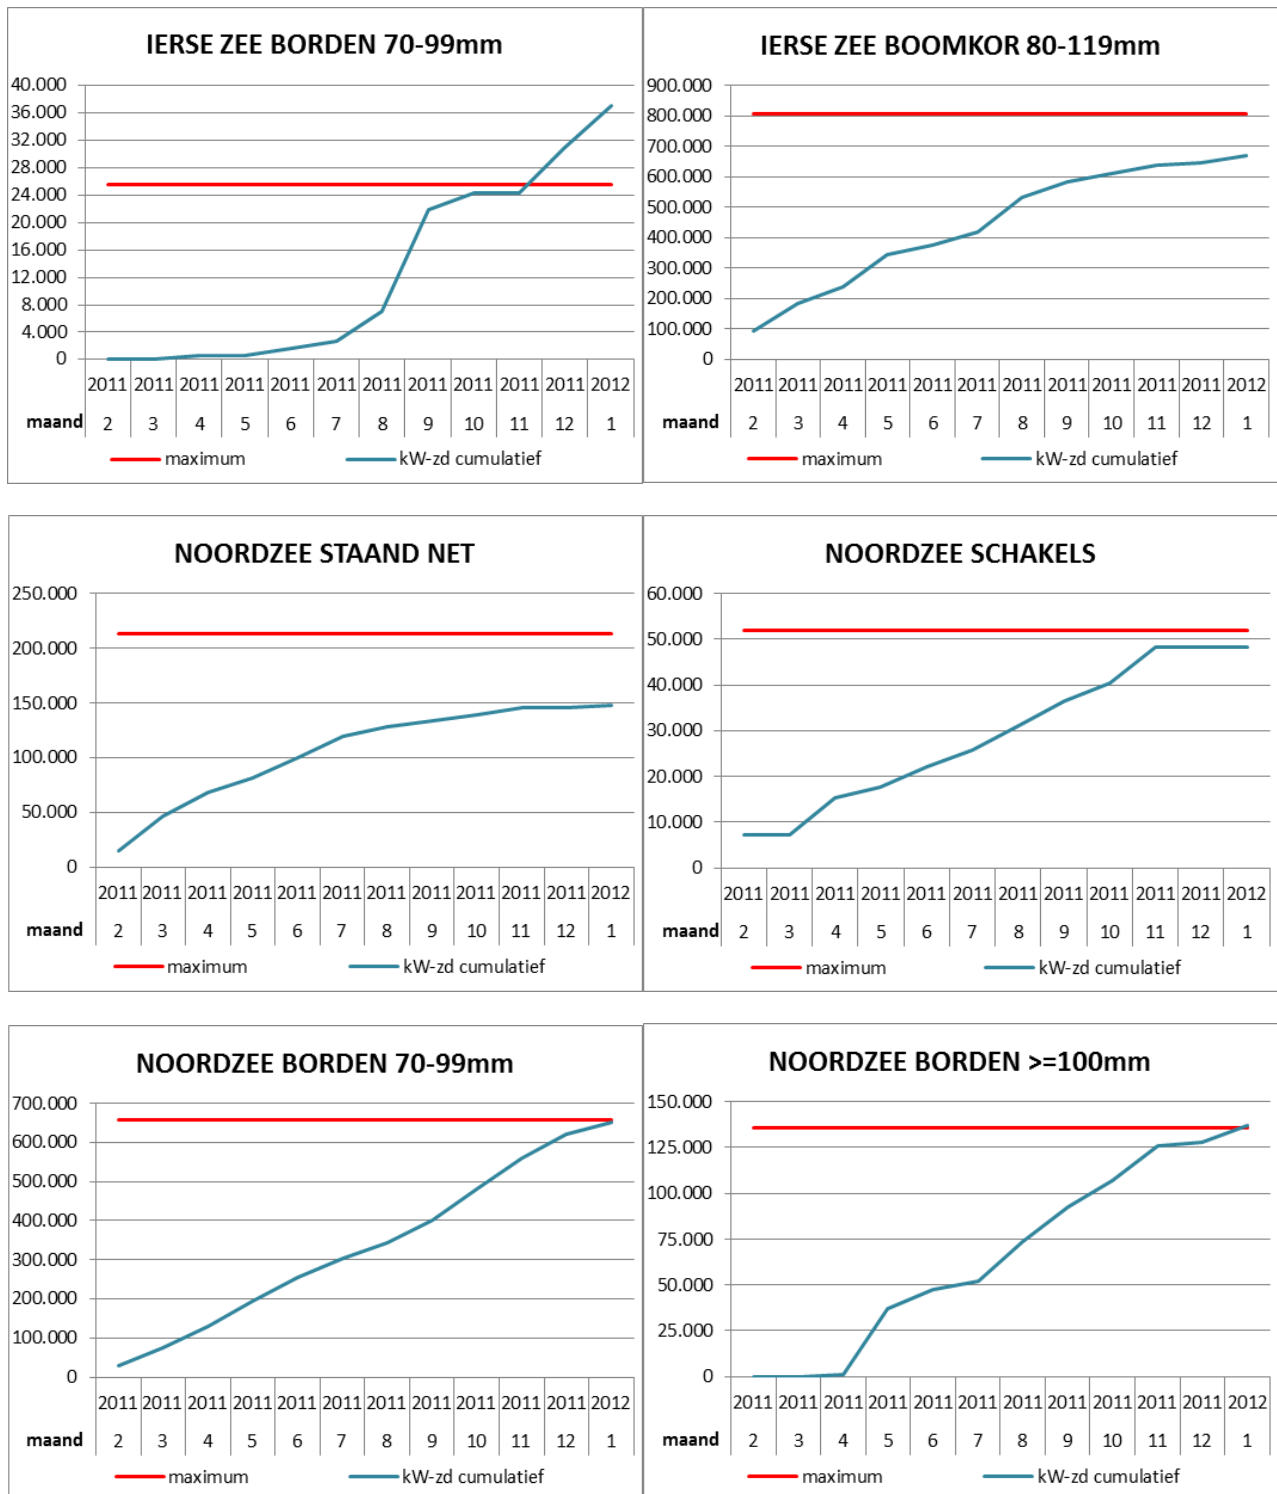 IERSE ZEE BORDEN 70-99mm
40.000
36.000
32.000
28.000
24.000
20.000
16.000
12.000
8.000
4.000
0
2011 2011 2011 2011 2011 2011 2011 2011 2011 2011 2011 2012
maand 2 3 4 5 6 7 8 9 10 11 12 1
maximum kW-zd cumulatief
IERSE ZEE BOOMKOR 80-119mm
900.000
800.000
700.000
600.000
500.000
400.000
300.000
200.000
100.000
0
2011 2011 2011 2011 2011 2011 2011 2011 2011 2011 2011 2012
maand 2 3 4 5 6 7 8 9 10 11 12 1
maximum kW-zd cumulatief
NOORDZEE STAAND NET
250.000
200.000
150.000
100.000
50.000
0
2011 2011 2011 2011 2011 2011 2011 2011 2011 2011 2011 2012
maand 2 3 4 5 6 7 8 9 10 11 12 1
maximum kW-zd cumulatief
NOORDZEE SCHAKELS
60.000
50.000
40.000
30.000
20.000
10.000
0
2011 2011 2011 2011 2011 2011 2011 2011 2011 2011 2011 2012
maand 2 3 4 5 6 7 8 9 10 11 12 1
maximum kW-zd cumulatief
NOORDZEE BORDEN 70-99mm
700.000
600.000
500.000
400.000
300.000
200.000
100.000
0
2011 2011 2011 2011 2011 2011 2011 2011 2011 2011 2011 2012
maand 2 3 4 5 6 7 8 9 10 11 12 1
maximum kW-zd cumulatief
NOORDZEE BORDEN >=100mm
150.000
125.000
100.000
75.000
50.000
25.000
0
2011 2011 2011 2011 2011 2011 2011 2011 2011 2011 2011 2012
maand 2 3 4 5 6 7 8 9 10 11 12 1
maximum kW-zd cumulatief